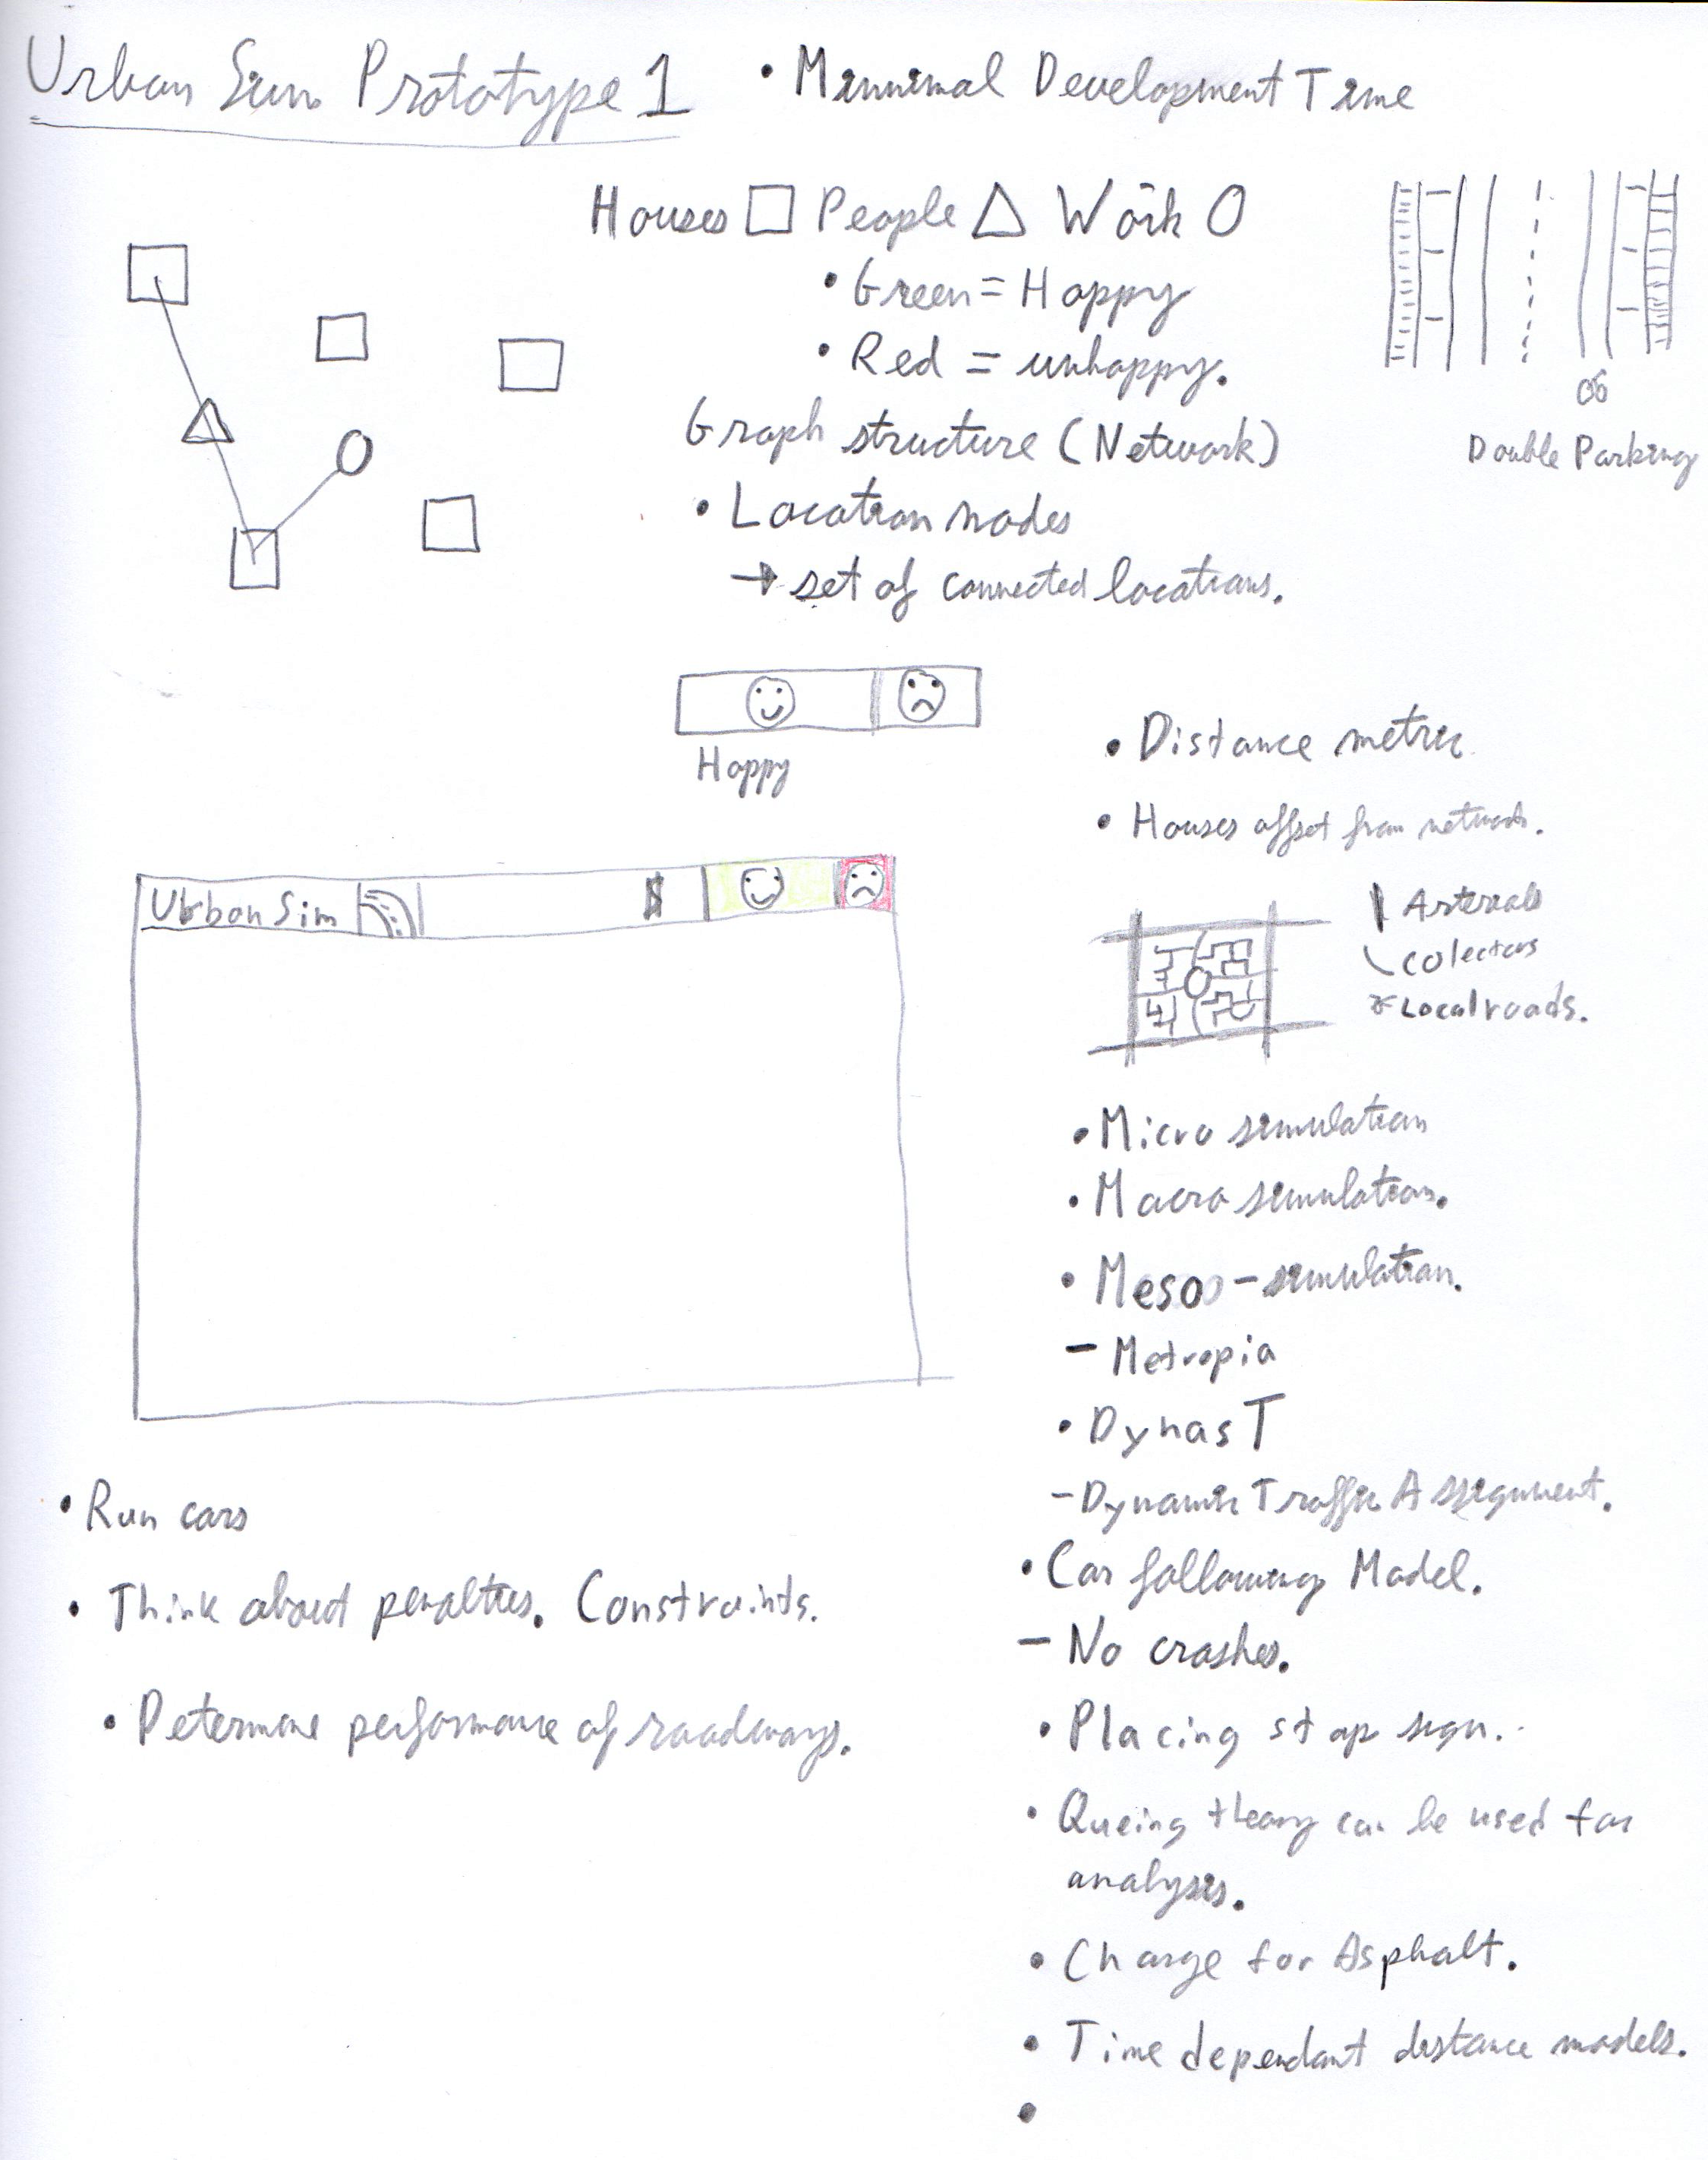 Urban Sim Prototype 1
• Minnimal Development Time
Houses □ People △ Work O
• Green = Happy
• Red = unhappy.
Graph structure (Network)
• Location nodes
→ set of connected locations.
Double Parking
Happy
• Distance metric
• Houses offset from network.
Urban Sim $
Arterials
Colectors
Local roads.
• Micro simulation
• Macro simulation.
• Meso - simulation.
- Metropia
• DynasT
- Dynamic Traffic Assignment.
• Car following Model.
- No crashes.
• Placing stop sign.
• Queing theory can be used for
analysis.
• Charge for Asphalt.
• Time dependant distance models.
•
• Run cars
• Think about penalties. Constraints.
• Determine performance of roadways.